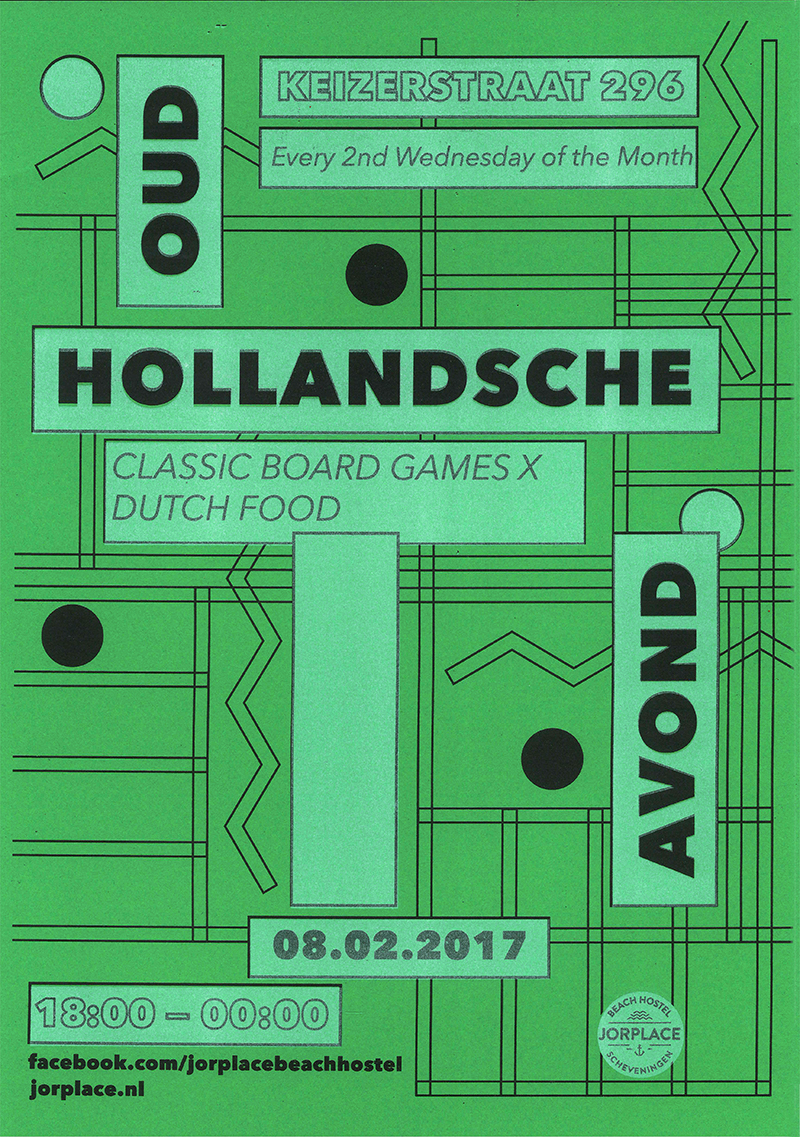 OUD
KEIZERSTRAAT 296
Every 2nd Wednesday of the Month
HOLLANDSCHE
CLASSIC BOARD GAMES X
DUTCH FOOD
AVOND
08.02.2017
18:00 – 00:00
facebook.com/jorplacebeachhostel
jorplace.nl
BEACH HOSTEL
JORPLACE
SCHEVENINGEN